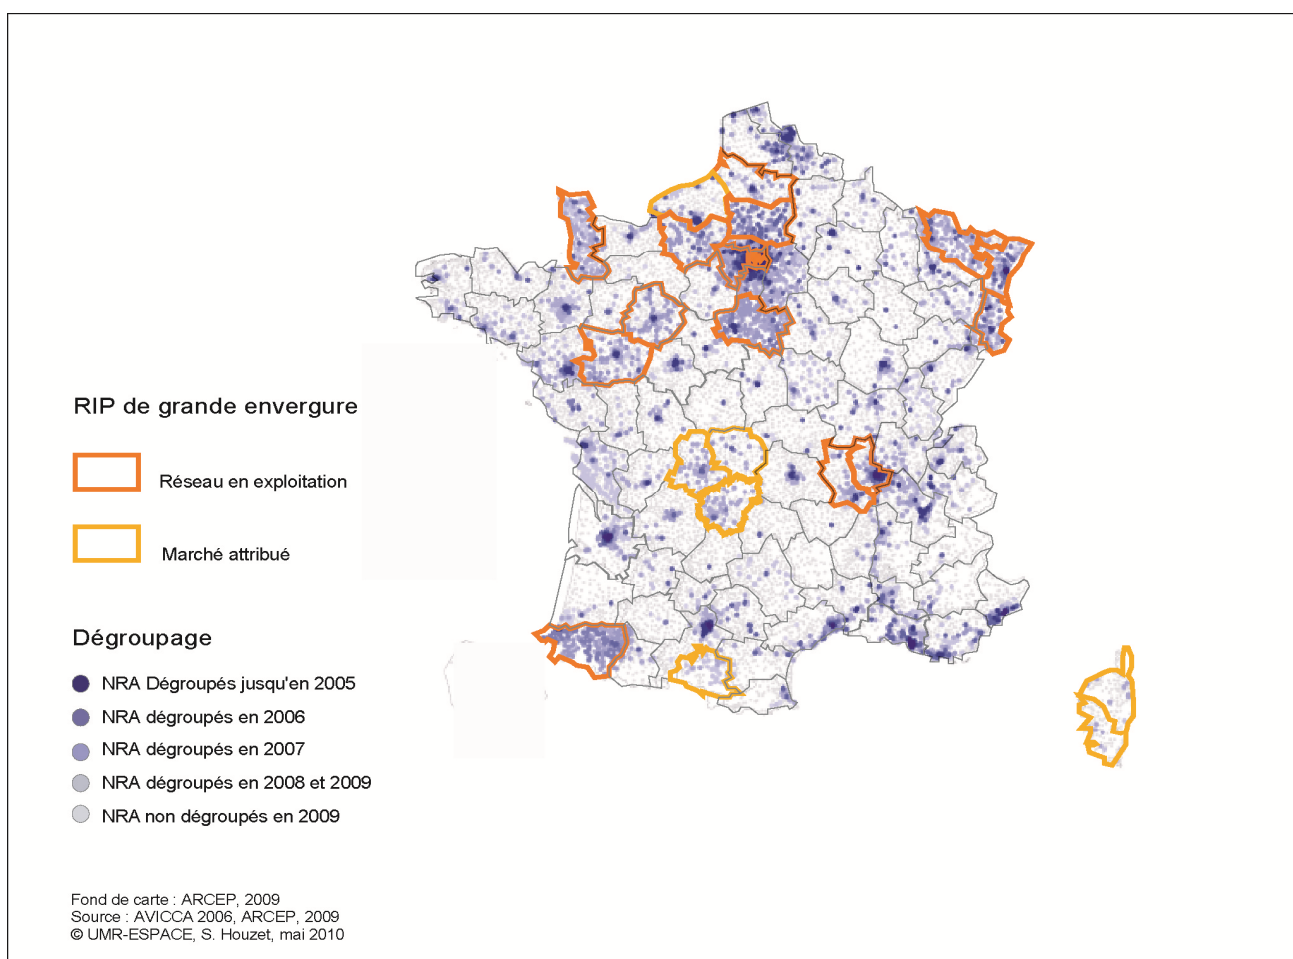 RIP de grande envergure
Réseau en exploitation
Marché attribué
Dégroupage
NRA Dégroupés jusqu'en 2005
NRA dégroupés en 2006
NRA dégroupés en 2007
NRA dégroupés en 2008 et 2009
NRA non dégroupés en 2009
Fond de carte : ARCEP, 2009
Source : AVICCA 2006, ARCEP, 2009
© UMR-ESPACE, S. Houzet, mai 2010